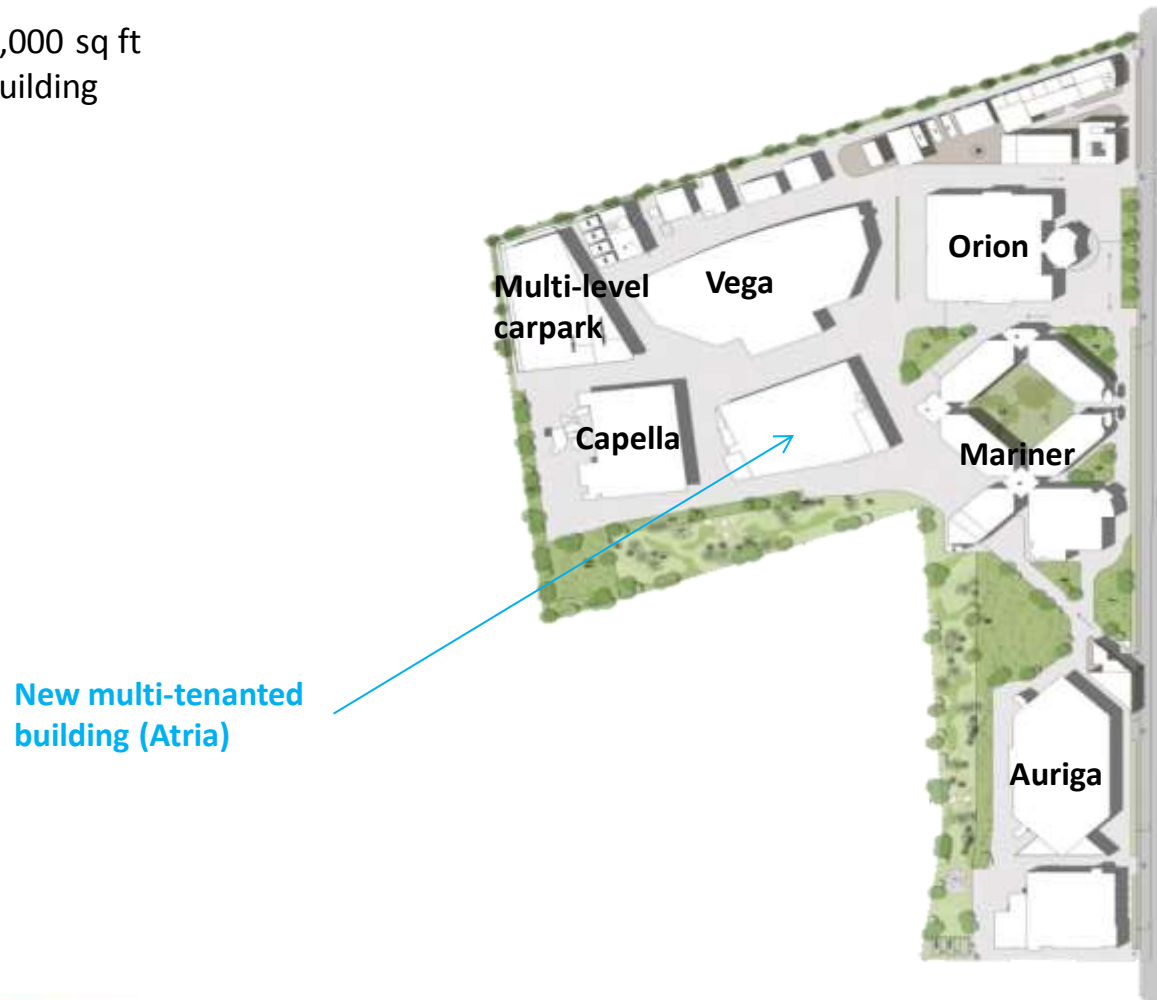 ,000 sq ft
uilding
Orion
Vega
Multi-level
carpark
Capella
Mariner
New multi-tenanted
building (Atria)
Auriga